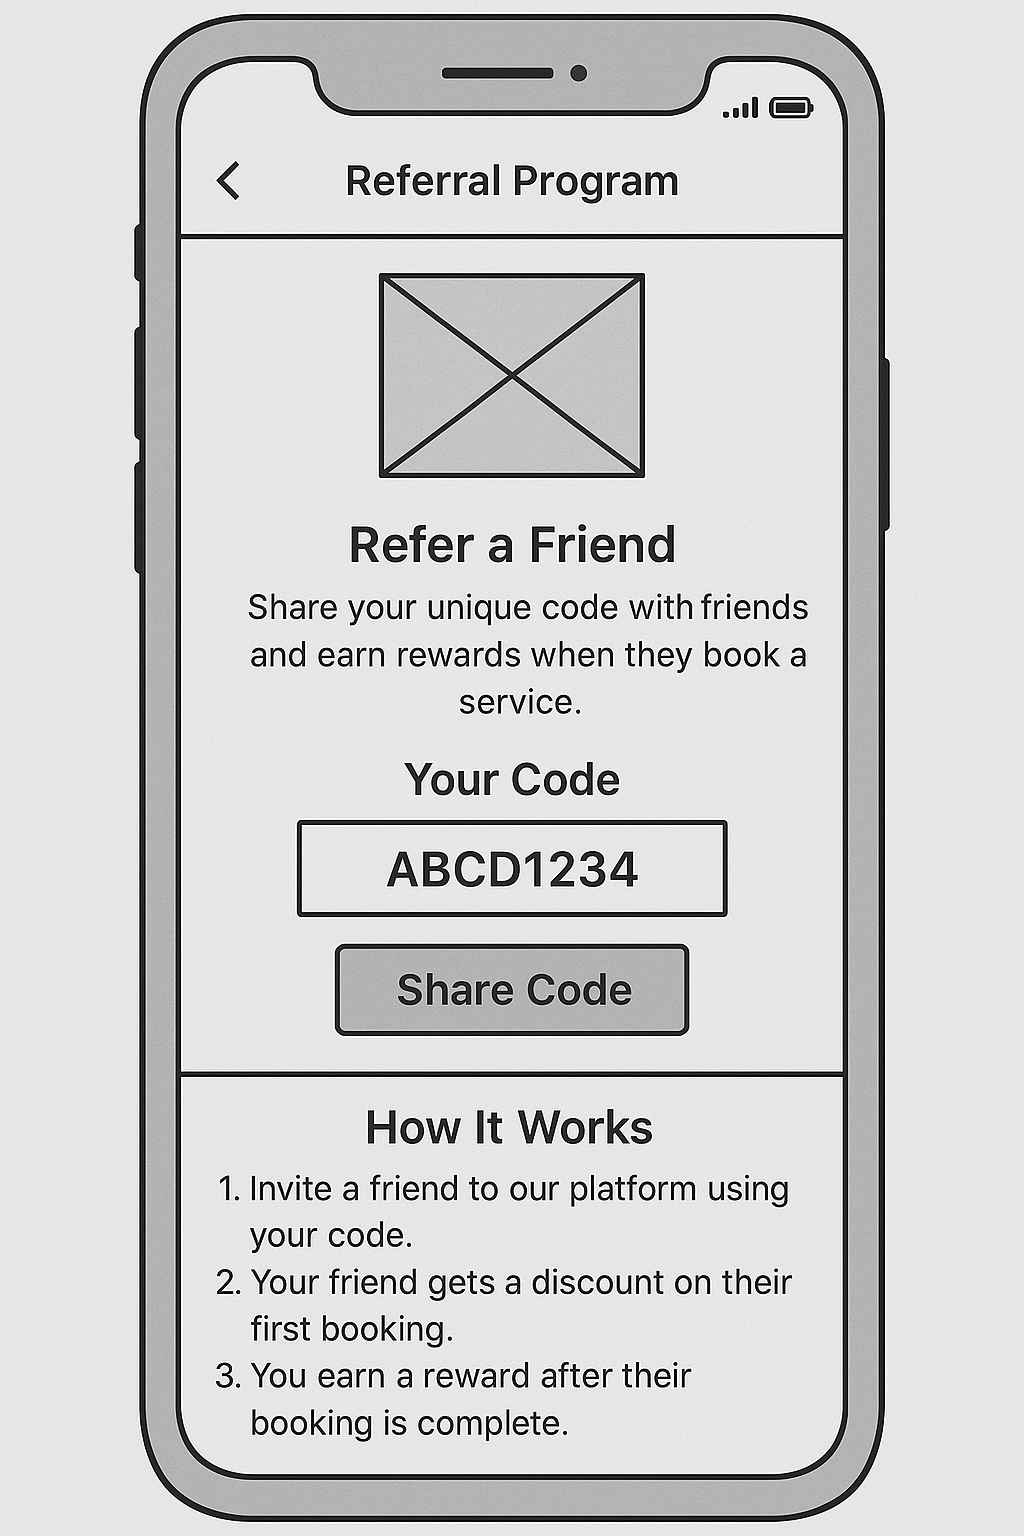 Referral Program
Refer a Friend
Share your unique code with friends
and earn rewards when they book a
service.
Your Code
ABCD1234
Share Code
How It Works
1. Invite a friend to our platform using
your code.
2. Your friend gets a discount on their
first booking.
3. You earn a reward after their
booking is complete.